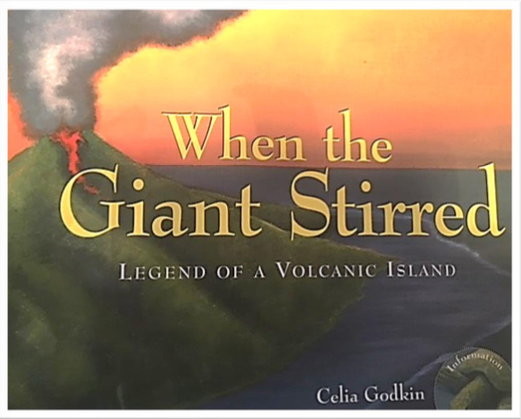 When the
Giant Stirred
LEGEND OF A VOLCANIC ISLAND
Information
Celia Godkin